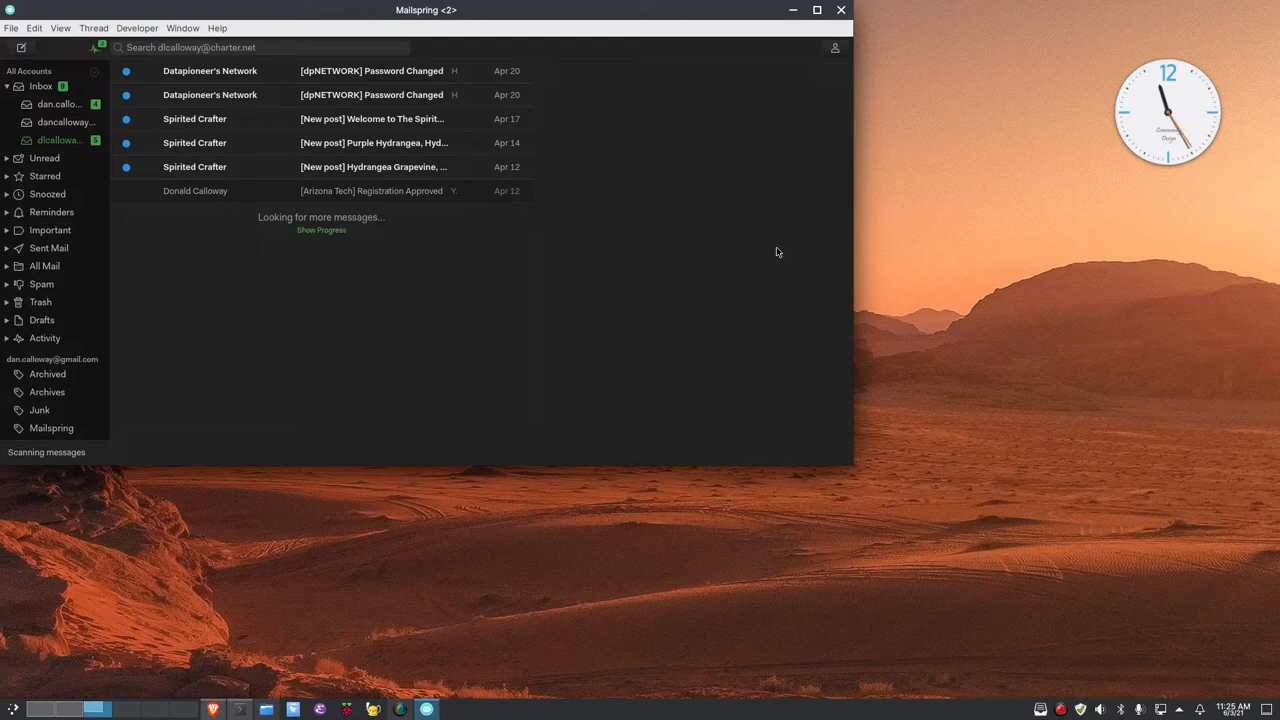 Mailspring <2>
File Edit View Thread Developer Window Help
2
Search dlcalloway@charter.net
All Accounts
Inbox 9
dan.callo... 4
dancalloway...
dlcallowa... 5
Unread
Starred
Snoozed
Reminders
Important
Sent Mail
All Mail
Spam
Trash
Drafts
Activity
dan.calloway@gmail.com
Archived
Archives
Junk
Mailspring
Scanning messages
Datapioneer's Network [dpNETWORK] Password Changed H Apr 20
Datapioneer's Network [dpNETWORK] Password Changed H Apr 20
Spirited Crafter [New post] Welcome to The Spirit... Apr 17
Spirited Crafter [New post] Purple Hydrangea, Hyd... Apr 14
Spirited Crafter [New post] Hydrangea Grapevine, ... Apr 12
Donald Calloway [Arizona Tech] Registration Approved Y. Apr 12
Looking for more messages...
Show Progress
12
Design
11:25 AM
6/3/21